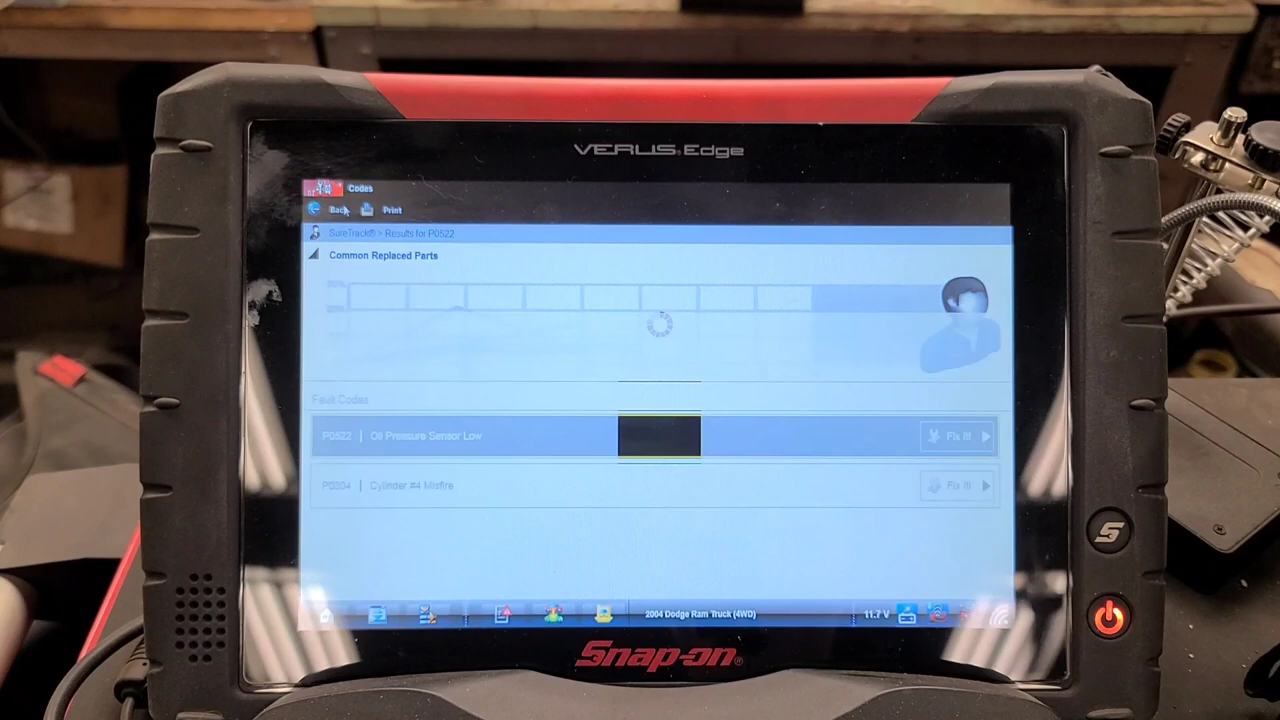 VERUS® Edge
Codes
Back Print
SureTrack® > Results for P0522
Common Replaced Parts
Fault Codes
P0522 | Oil Pressure Sensor Low Fix It!
P0304 | Cylinder #4 Misfire Fix It!
2004 Dodge Ram Truck (4WD) 11.7 V
Snap-on®
S